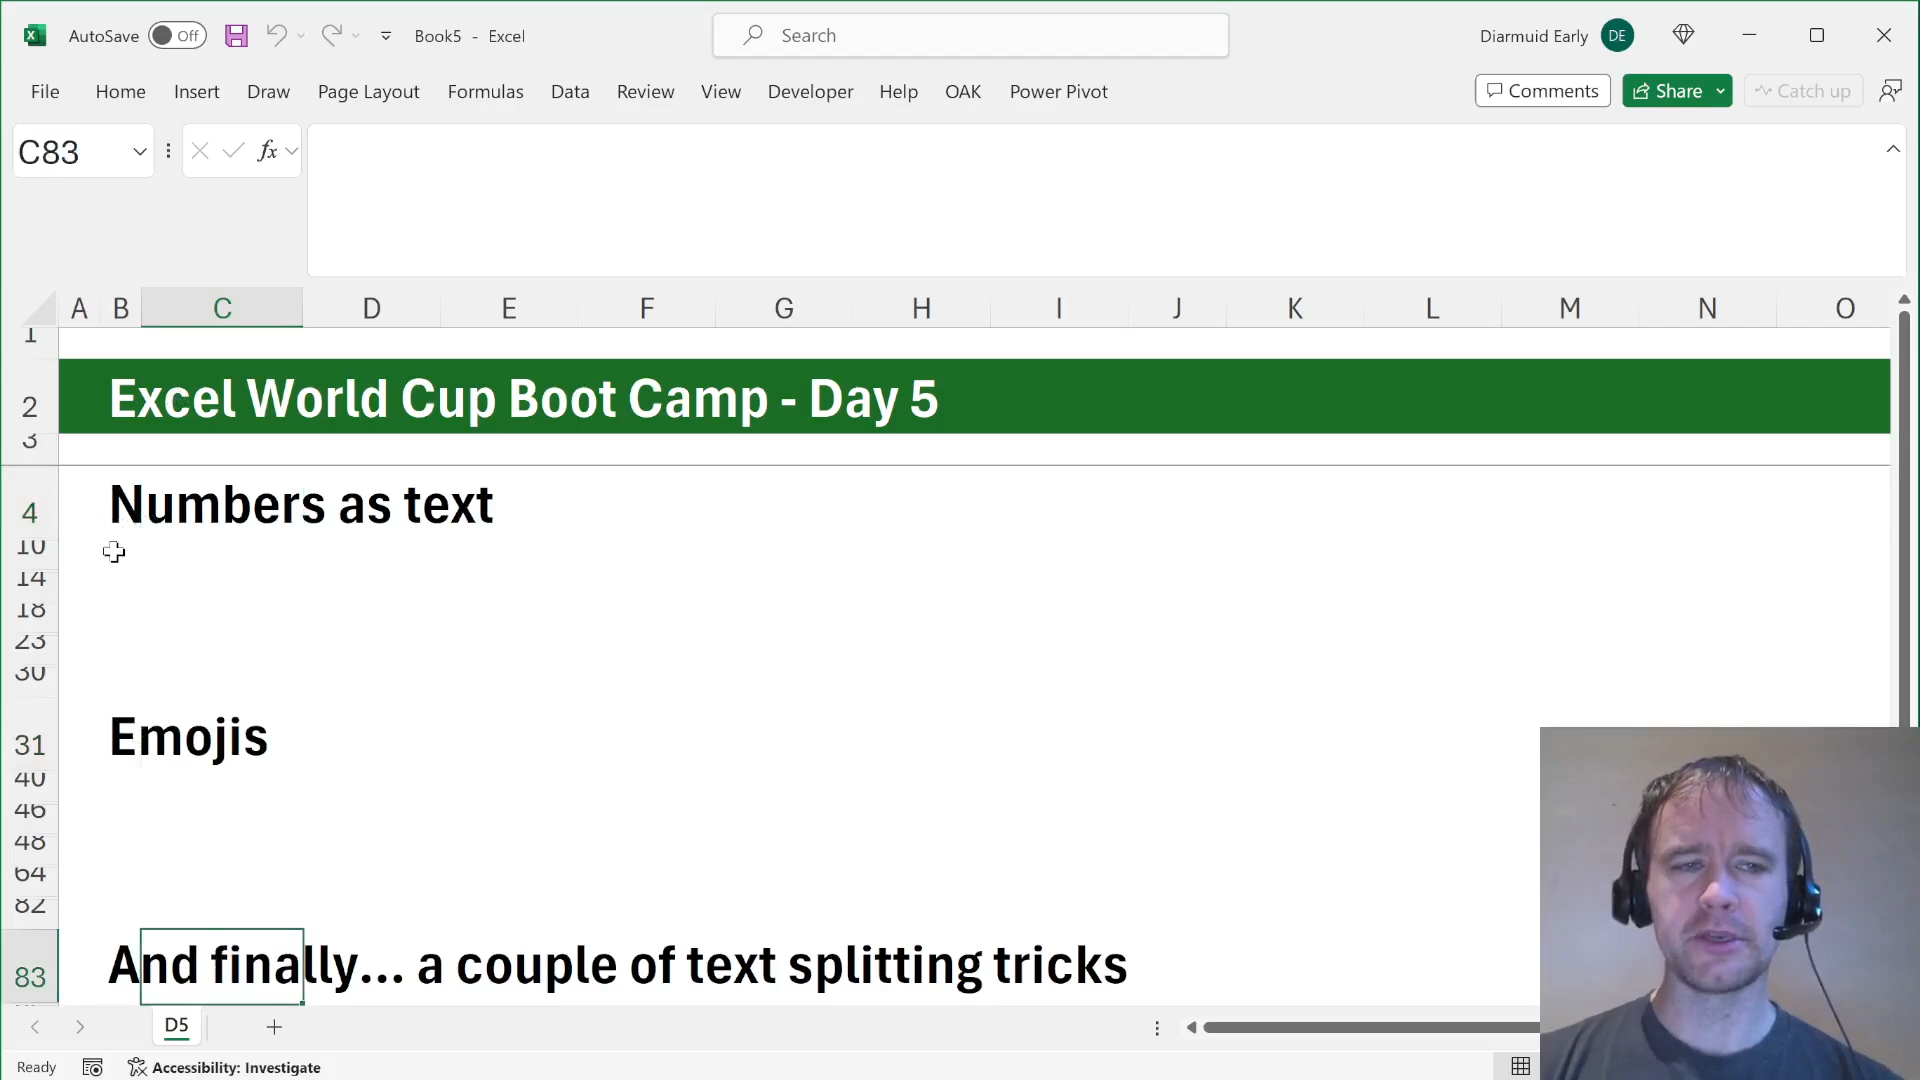 AutoSave Off Book5 - Excel Search Diarmuid Early DE
File Home Insert Draw Page Layout Formulas Data Review View Developer Help OAK Power Pivot Comments Share Catch up
C83 fx
A B C D E F G H I J K L M N O
1
2 Excel World Cup Boot Camp - Day 5
3
4 Numbers as text
10
14
18
23
30
31 Emojis
40
46
48
64
82
83 And finally... a couple of text splitting tricks
D5
Ready Accessibility: Investigate